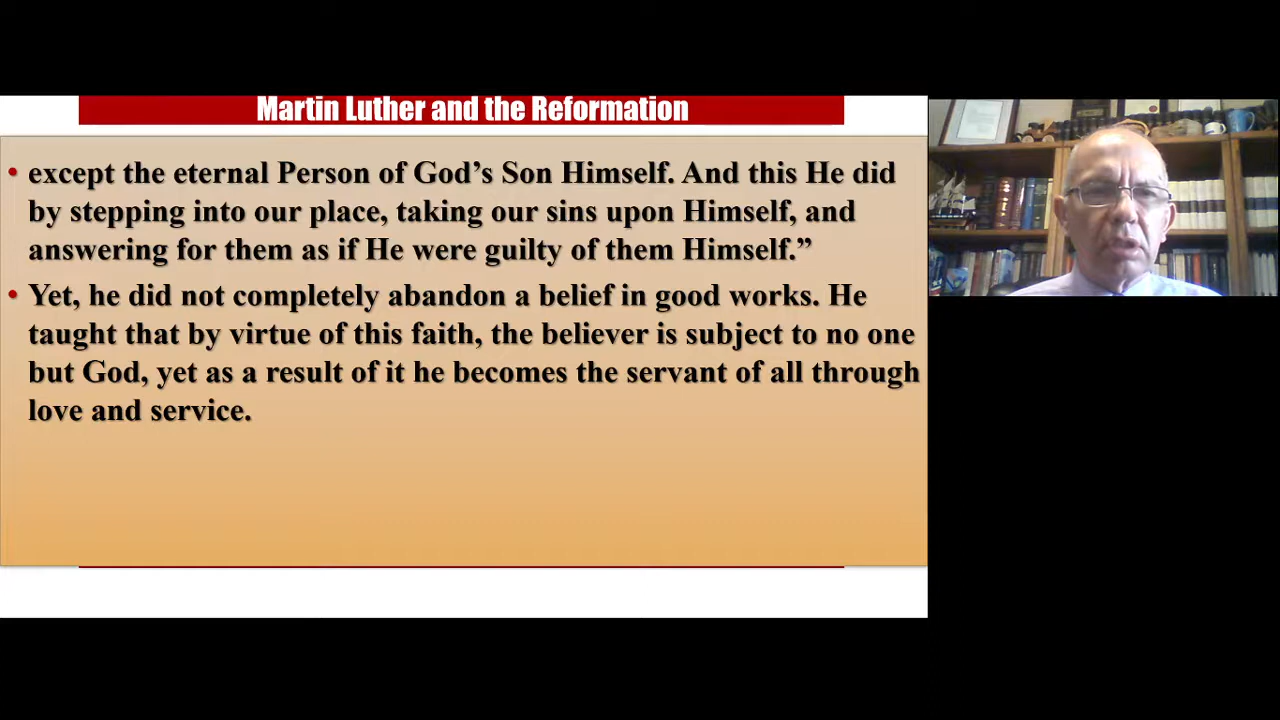 Martin Luther and the Reformation
• except the eternal Person of God’s Son Himself. And this He did
by stepping into our place, taking our sins upon Himself, and
answering for them as if He were guilty of them Himself.”
• Yet, he did not completely abandon a belief in good works. He
taught that by virtue of this faith, the believer is subject to no one
but God, yet as a result of it he becomes the servant of all through
love and service.